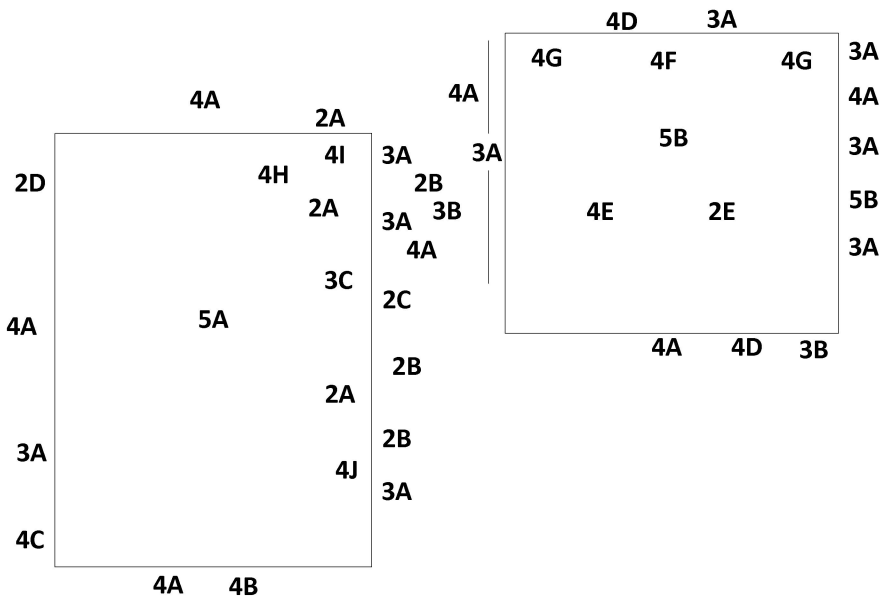 4D 3A
4G 4F 4G 3A
4A 4A
4A
2A
5B
3A 3A
4I 3A
4H
2D 2B
5B
2A 3B 4E 2E
3A
4A 3A
3C
2C
5A
4A
4A 4D 3B
2B
2A
2B
3A
4J
3A
4C
4A 4B